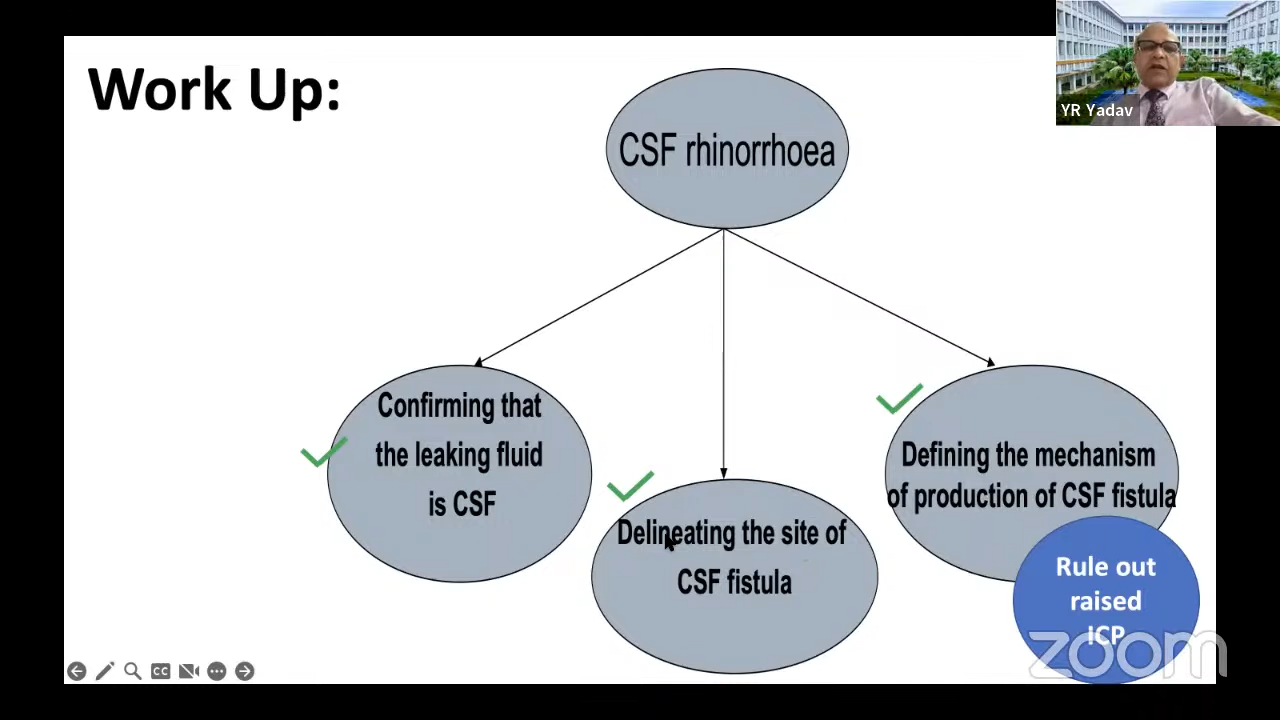 Work Up:
YR Yadav
CSF rhinorrhoea
Confirming that
the leaking fluid
is CSF
Delineating the site of
CSF fistula
Defining the mechanism
of production of CSF fistula
Rule out
raised
ICP
zoom
CC